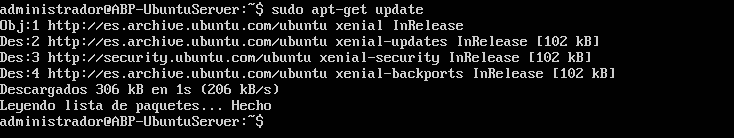 administrador@ABP-UbuntuServer:~$ sudo apt-get update
Obj:1 http://es.archive.ubuntu.com/ubuntu xenial InRelease
Des:2 http://es.archive.ubuntu.com/ubuntu xenial-updates InRelease [102 kB]
Des:3 http://security.ubuntu.com/ubuntu xenial-security InRelease [102 kB]
Des:4 http://es.archive.ubuntu.com/ubuntu xenial-backports InRelease [102 kB]
Descargados 306 kB en 1s (206 kB/s)
Leyendo lista de paquetes... Hecho
administrador@ABP-UbuntuServer:~$